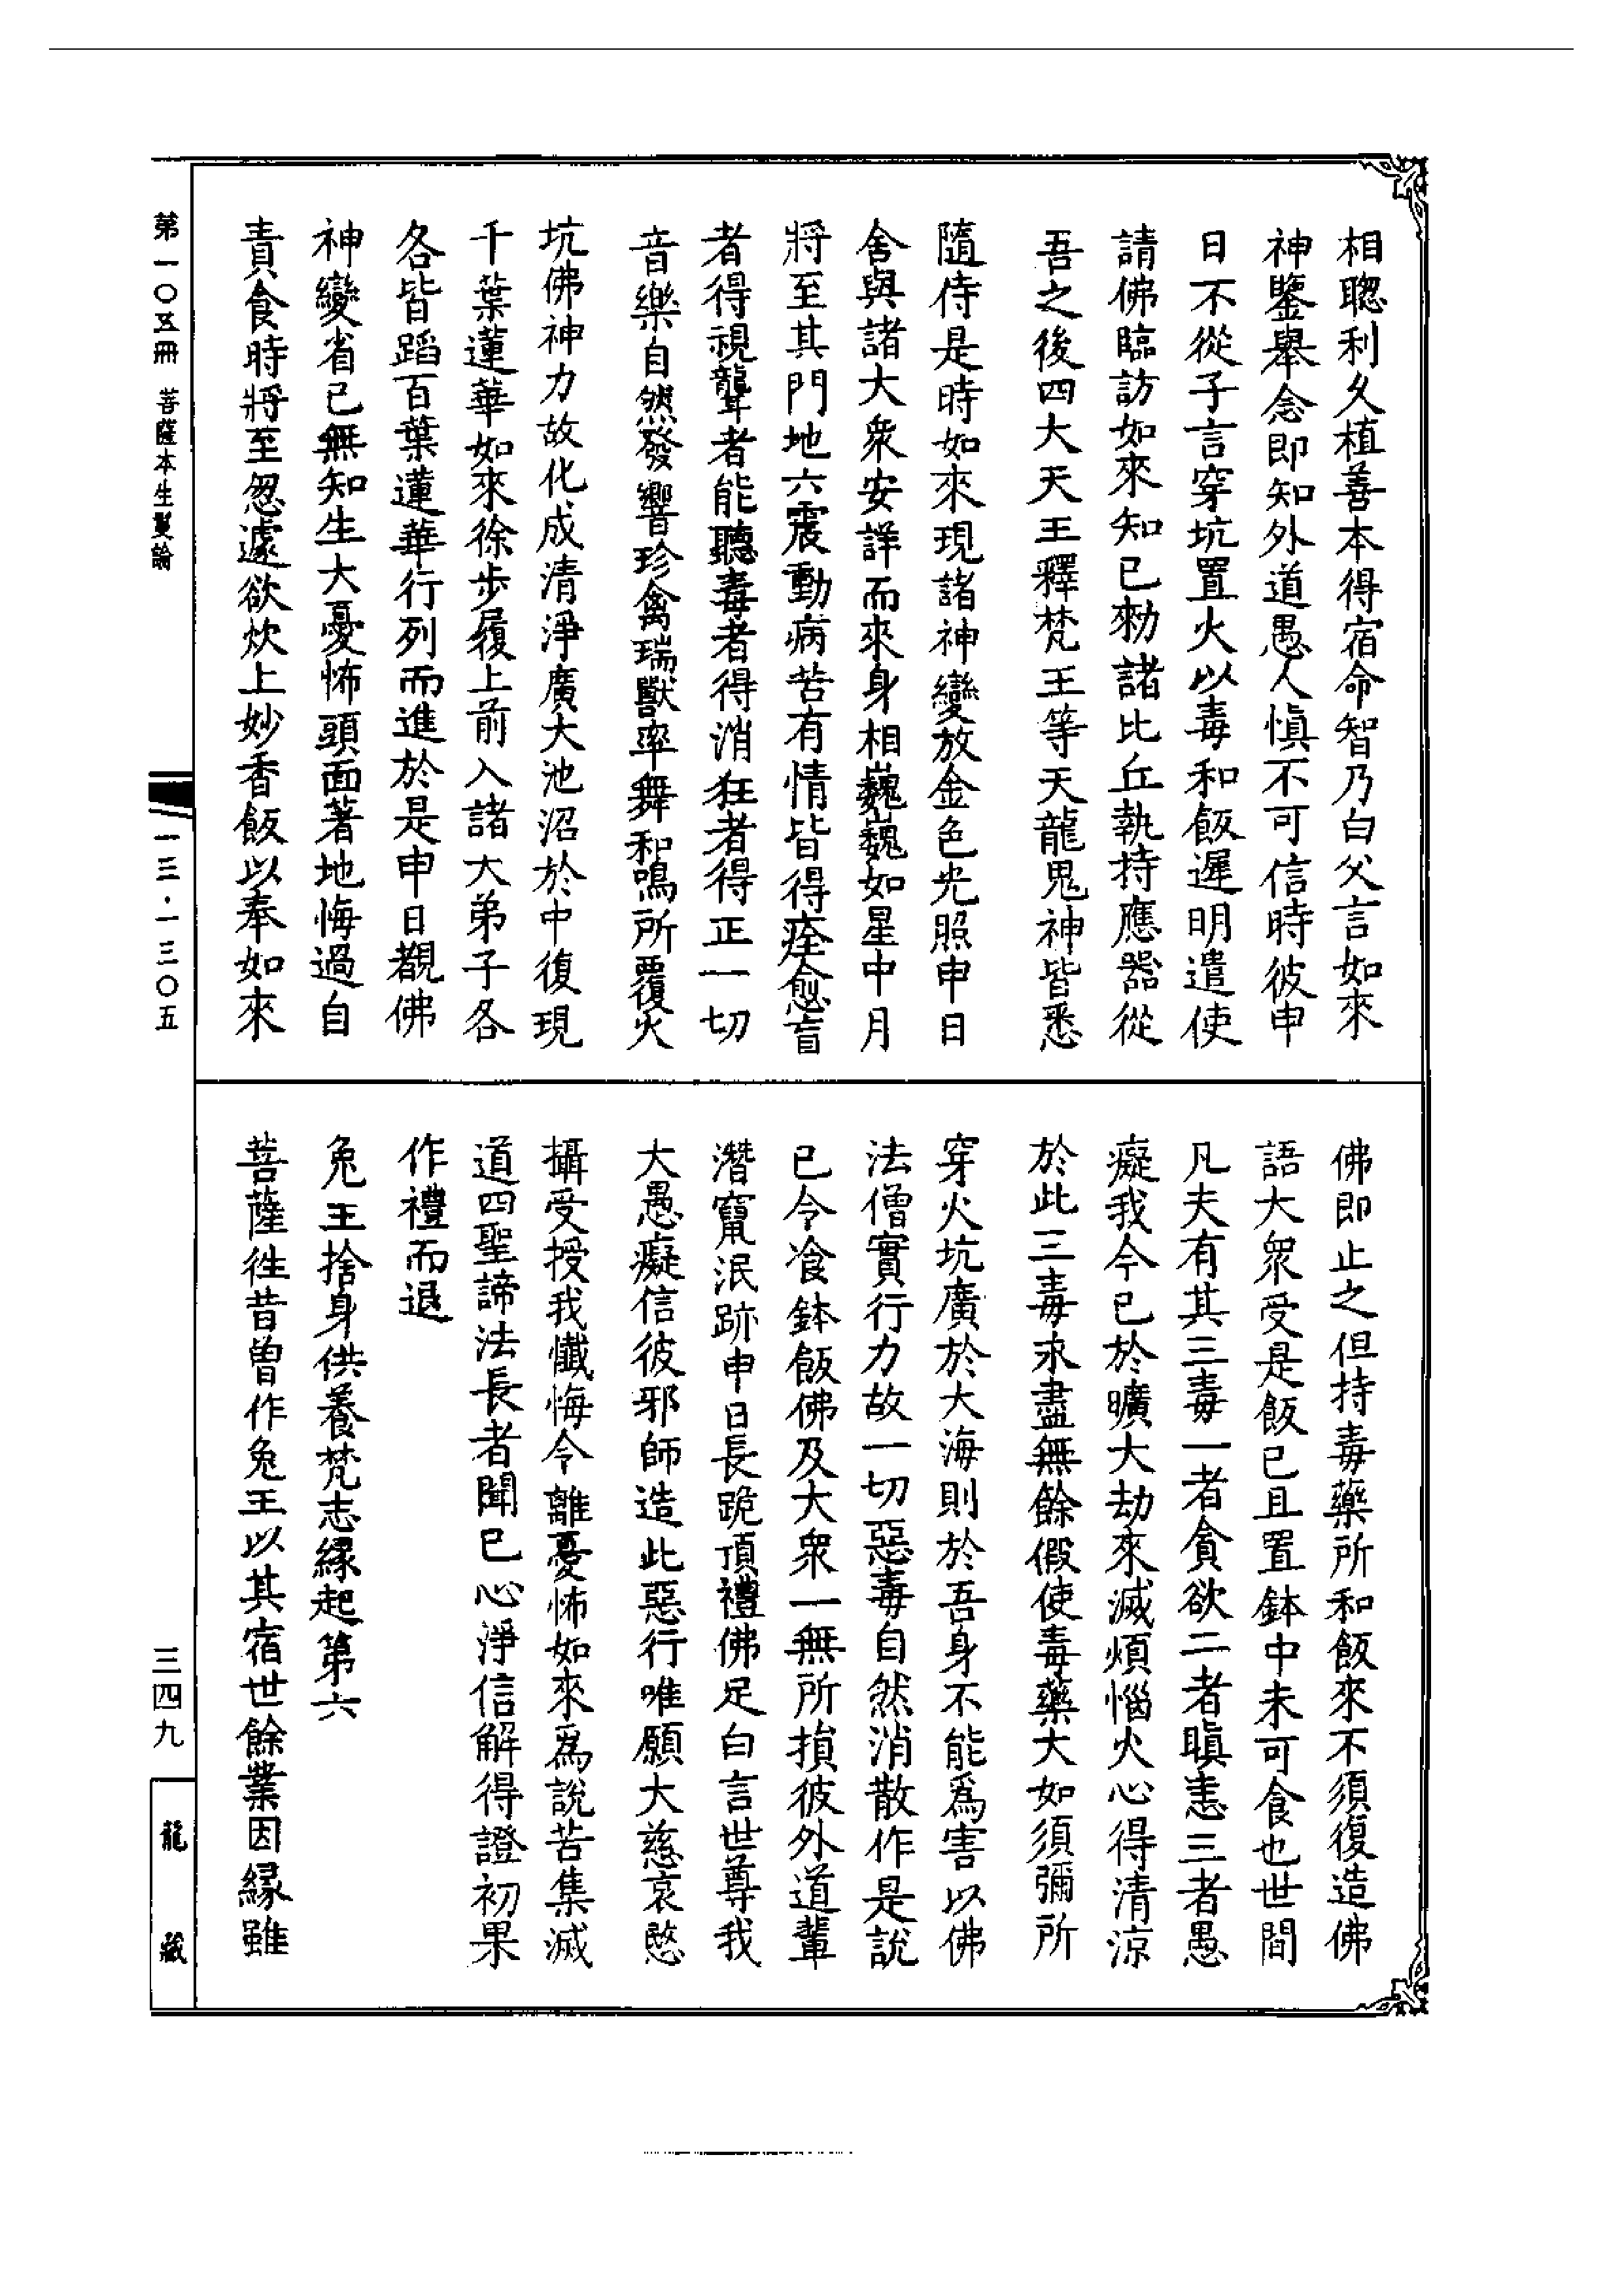 相聰利久植善本得宿命智乃白父言如來
神鑒舉念即知外道愚人慎不可信時彼申
日不從子言穿坑置火以毒和飯遲明遣使
請佛臨訪如來知已勑諸比丘執持應器從
吾之後四大天王釋梵王等天龍鬼神皆悉
隨侍是時如來現諸神變放金色光照申日
舍與諸大衆安詳而來身相巍巍如星中月
將至其門地六震動病苦有情皆得痊愈盲
者得視聾者能聽毒者得消狂者得正一切
音樂自然發響珍禽瑞獸率舞和鳴所覆火
坑佛神力故化成清淨廣大池沼於中復現
千葉蓮華如來徐步履上前入諸大弟子各
各皆蹈百葉蓮華行列而進於是申日覩佛
神變省已無知生大憂怖頭面著地悔過自
責食時將至怱遽欲炊上妙香飯以奉如來
佛即止之但持毒藥所和飯來不須復造佛
語大衆受是飯已且置鉢中未可食也世間
凡夫有其三毒一者貪欲二者瞋恚三者愚
癡我今已於曠大劫來滅煩惱火心得清涼
於此三毒永盡無餘假使毒藥大如須彌所
穿火坑廣於大海則於吾身不能爲害以佛
法僧實行力故一切惡毒自然消散作是說
已令飡鉢飯佛及大衆一無所損彼外道輩
潛竄泯跡申日長跪頂禮佛足白言世尊我
大愚癡信彼邪師造此惡行唯願大慈哀愍
攝受授我懺悔令離憂怖如來爲說苦集滅
道四聖諦法長者聞已心淨信解得證初果
作禮而退
兔王捨身供養梵志緣起第六
菩薩徃昔曾作兔王以其宿世餘業因緣雖
第一〇五冊 菩薩本生鬘論
一三·一三〇五
三四九
龍藏